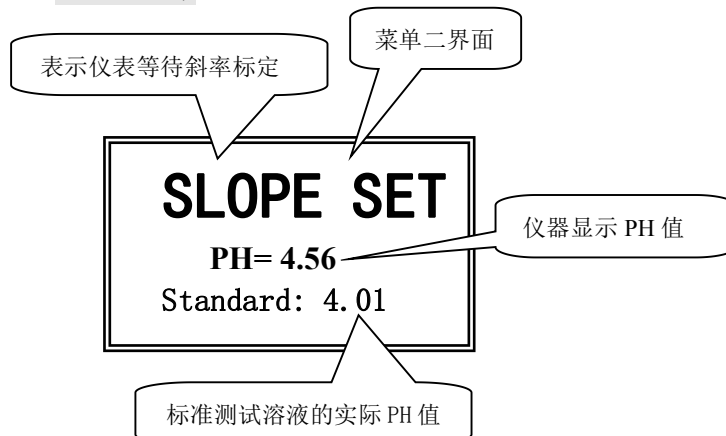 菜单二界面
表示仪表等待斜率标定
SLOPE SET
PH= 4.56
仪器显示 PH 值
Standard: 4.01
标准测试溶液的实际 PH 值